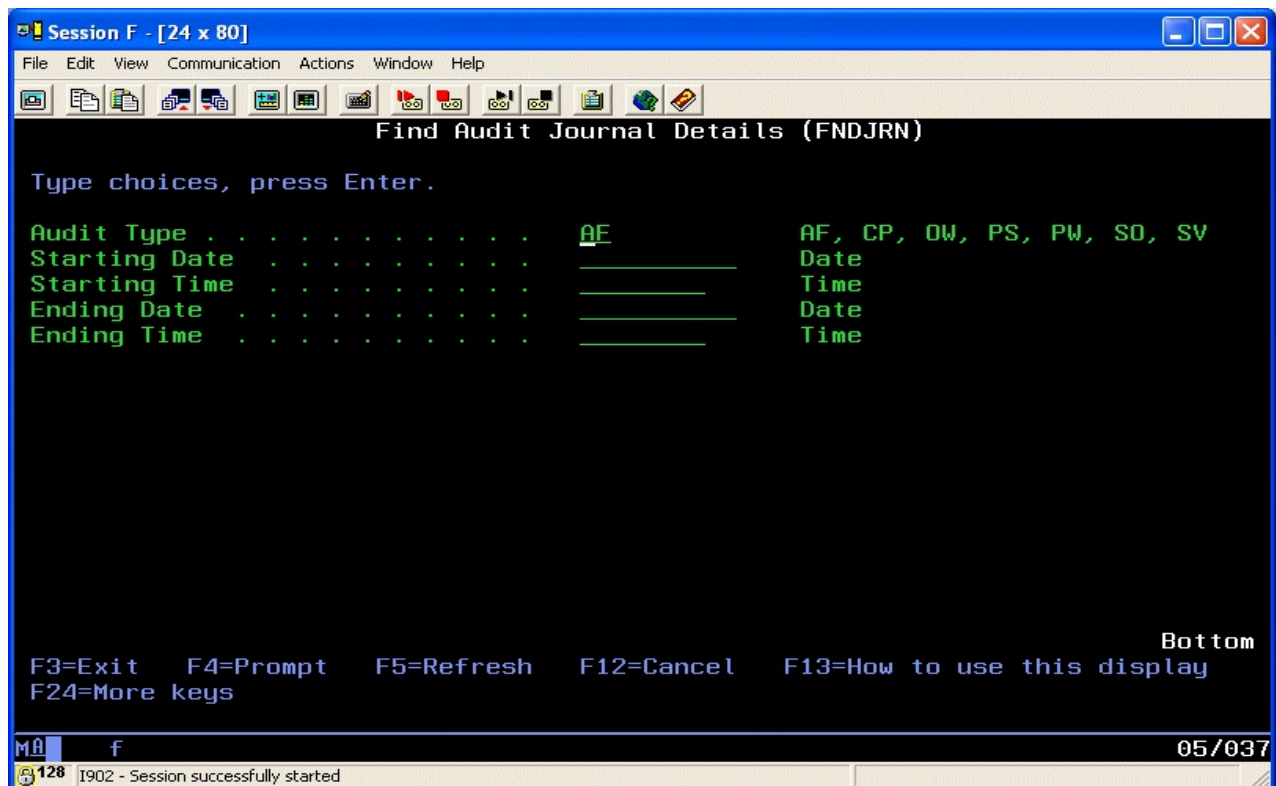 Session F - [24 x 80]
File Edit View Communication Actions Window Help
Find Audit Journal Details (FNDJRN)
Type choices, press Enter.
Audit Type . . . . . . . . . . . AF AF, CP, OW, PS, PW, SO, SV
Starting Date . . . . . . . . . Date
Starting Time . . . . . . . . . Time
Ending Date . . . . . . . . . . Date
Ending Time . . . . . . . . . . Time
Bottom
F3=Exit F4=Prompt F5=Refresh F12=Cancel F13=How to use this display
F24=More keys
MA f 05/037
128 I902 - Session successfully started